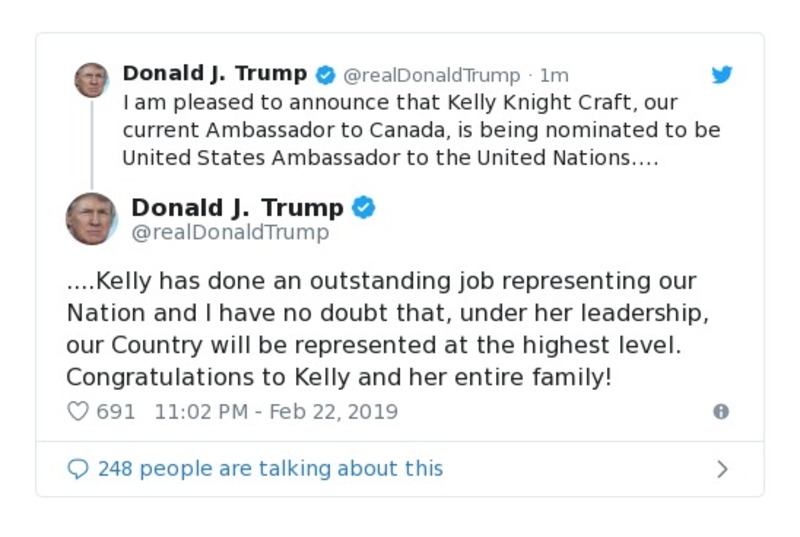 Donald J. Trump @realDonaldTrump · 1m
I am pleased to announce that Kelly Knight Craft, our
current Ambassador to Canada, is being nominated to be
United States Ambassador to the United Nations....
Donald J. Trump
@realDonaldTrump
....Kelly has done an outstanding job representing our
Nation and I have no doubt that, under her leadership,
our Country will be represented at the highest level.
Congratulations to Kelly and her entire family!
691 11:02 PM - Feb 22, 2019
248 people are talking about this